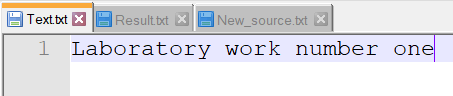 Text.txt Result.txt New_source.txt
1 Laboratory work number one